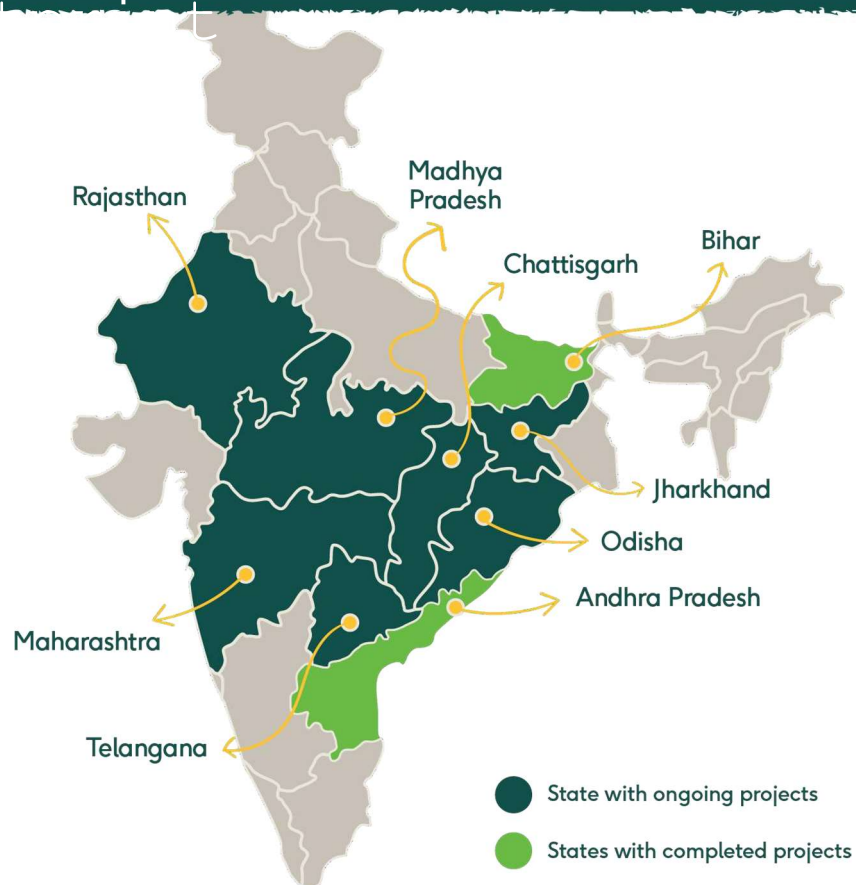 Rajasthan
Madhya
Pradesh
Chattisgarh
Bihar
Jharkhand
Odisha
Andhra Pradesh
Maharashtra
Telangana
State with ongoing projects
States with completed projects